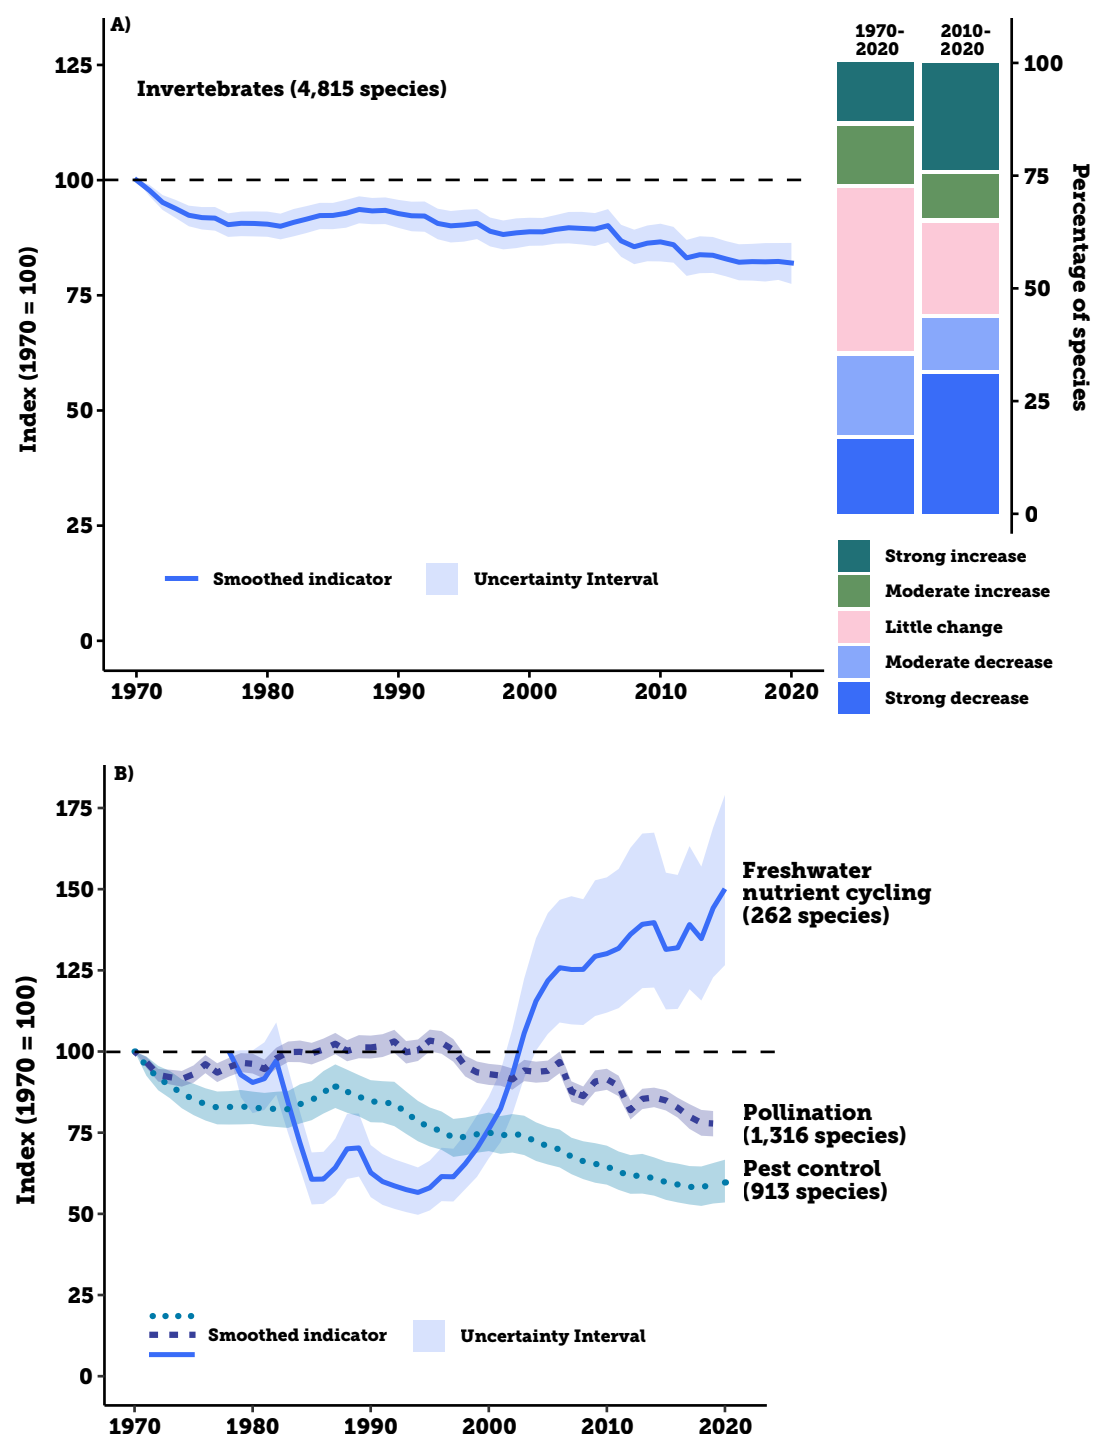 A)
Invertebrates (4,815 species)
Index (1970 = 100)
125
100
75
50
25
0
1970
1980
1990
2000
2010
2020
Smoothed indicator
Uncertainty Interval
1970-
2020
2010-
2020
100
75
50
25
0
Percentage of species
Strong increase
Moderate increase
Little change
Moderate decrease
Strong decrease
B)
Index (1970 = 100)
175
150
125
100
75
50
25
0
1970
1980
1990
2000
2010
2020
Freshwater
nutrient cycling
(262 species)
Pollination
(1,316 species)
Pest control
(913 species)
Smoothed indicator
Uncertainty Interval